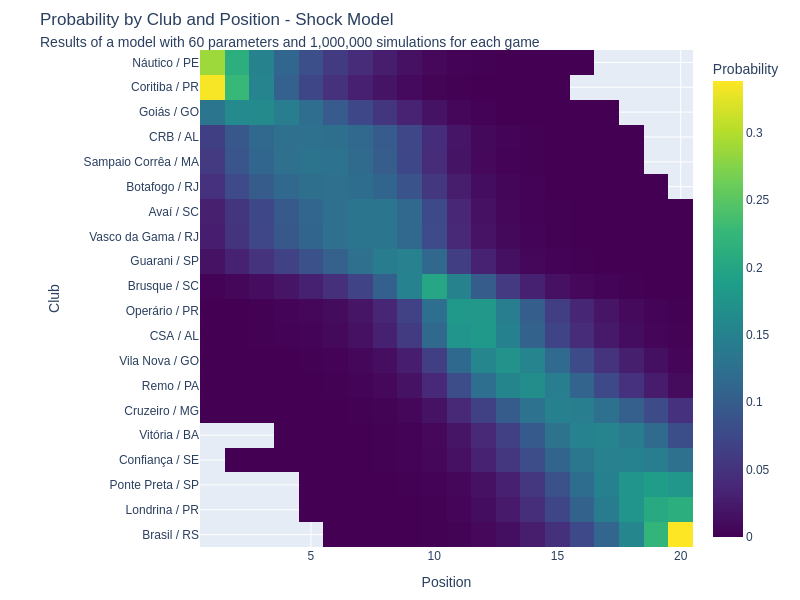 Probability by Club and Position - Shock Model
Results of a model with 60 parameters and 1,000,000 simulations for each game
Probability
Club
Náutico / PE
Coritiba / PR
Goiás / GO
CRB / AL
Sampaio Corrêa / MA
Botafogo / RJ
Avaí / SC
Vasco da Gama / RJ
Guarani / SP
Brusque / SC
Operário / PR
CSA / AL
Vila Nova / GO
Remo / PA
Cruzeiro / MG
Vitória / BA
Confiança / SE
Ponte Preta / SP
Londrina / PR
Brasil / RS
0.3
0.25
0.2
0.15
0.1
0.05
0
5 10 15 20
Position